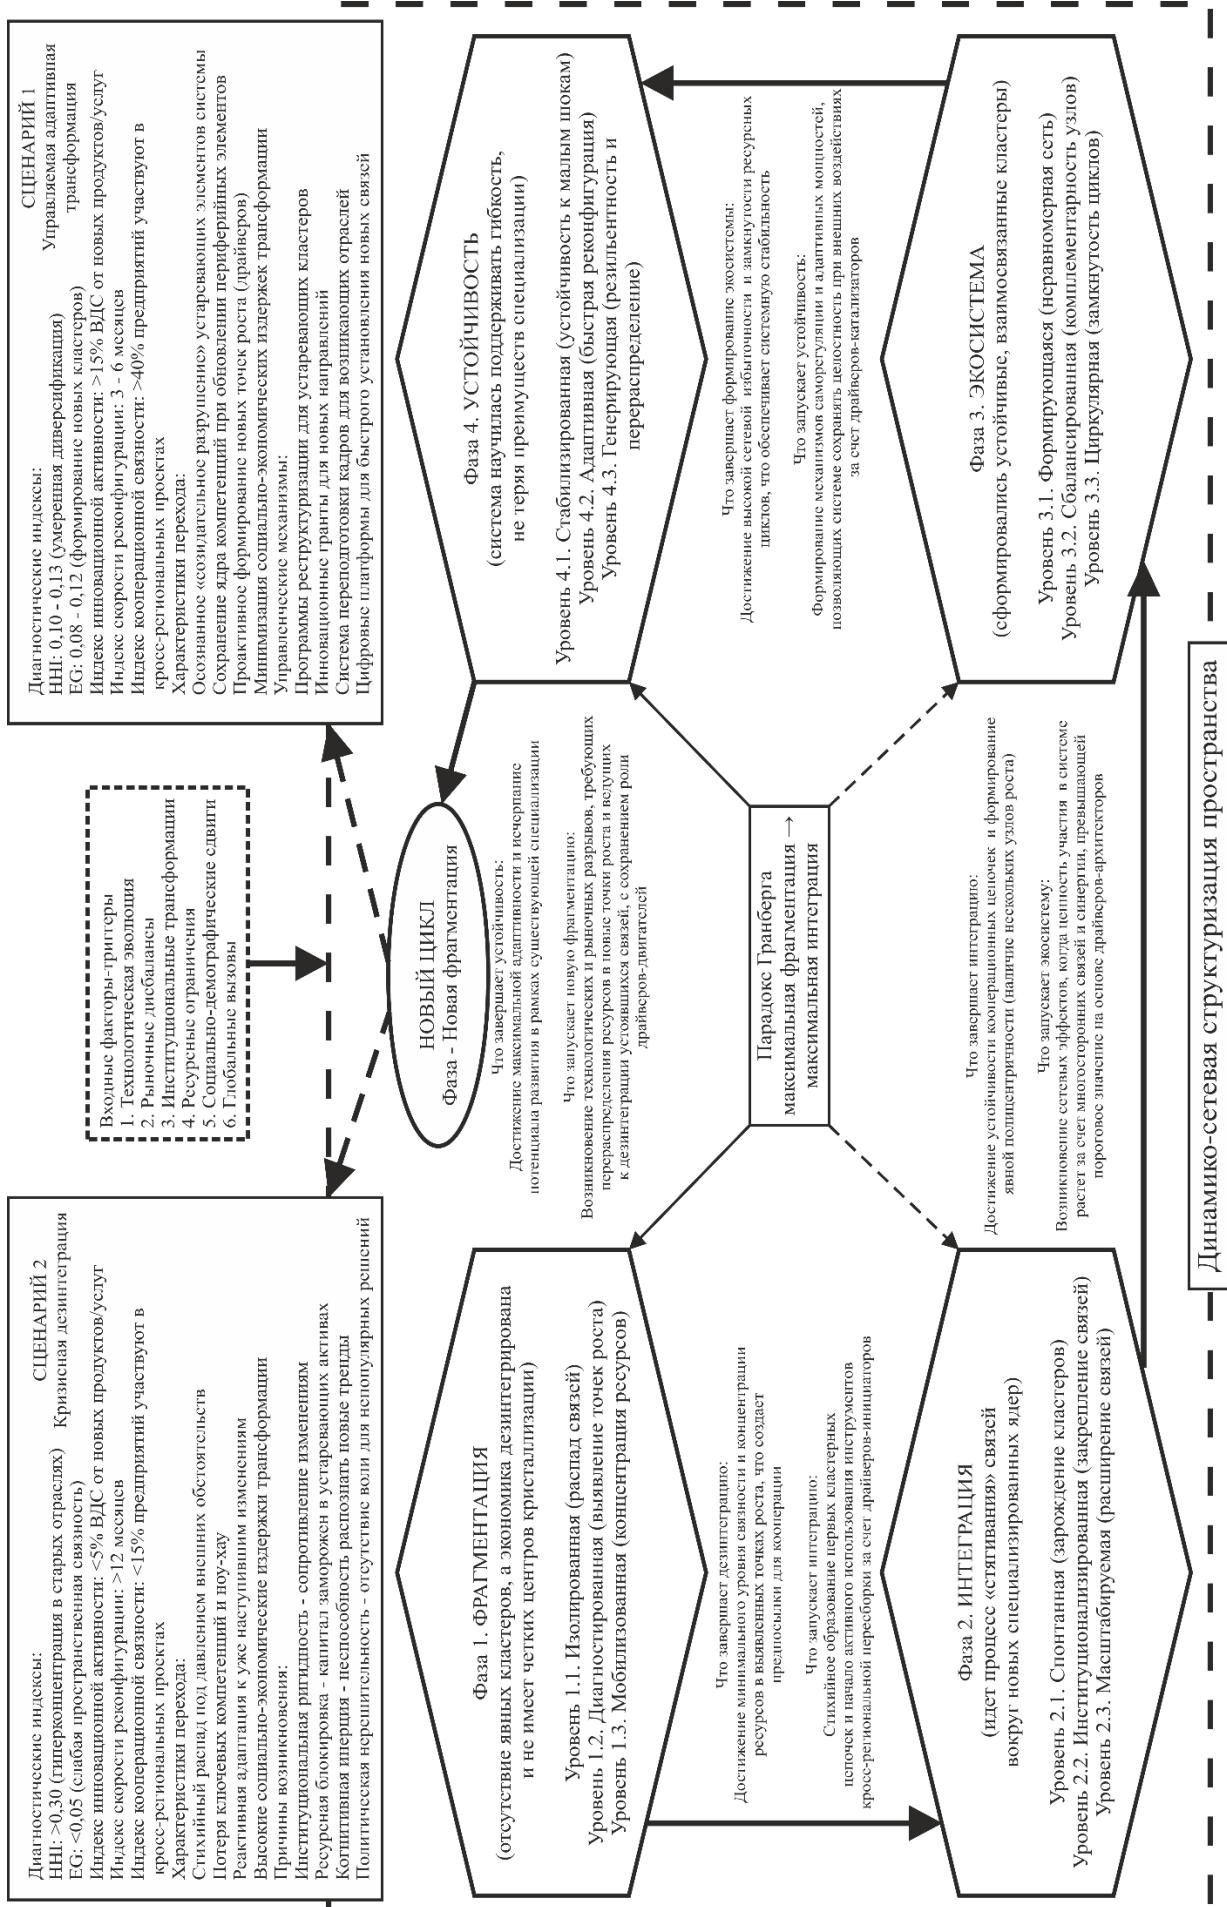 СЦЕНАРИЙ 2
Диагностические индексы:
Кризисная дезинтеграция
HHI: >0,30 (гиперконцентрация в старых отраслях)
EG: <0,05 (слабая пространственная связность)
Индекс инновационной активности: <5% ВДС от новых продуктов/услуг
Индекс скорости реконфигурации: >12 месяцев
Индекс кооперационной связности: <15% предприятий участвуют в
кросс-региональных проектах
Характеристики перехода:
Стихийный распад под давлением внешних обстоятельств
Потеря ключевых компетенций и ноу-хау
Реактивная адаптация к уже наступившим изменениям
Высокие социально-экономические издержки трансформации
Причины возникновения:
Институциональная ригидность - сопротивление изменениям
Ресурсная блокировка - капитал заморожен в устаревающих активах
Когнитивная инерция - неспособность распознать новые тренды
Политическая нерешительность - отсутствие воли для непопулярных решений
Входные факторы-триггеры
1. Технологическая эволюция
2. Рыночные дисбалансы
3. Институциональные трансформации
4. Ресурсные ограничения
5. Социально-демографические сдвиги
6. Глобальные вызовы
СЦЕНАРИЙ 1
Диагностические индексы:
Управляемая адаптивная
трансформация
HHI: 0,10 - 0,13 (умеренная диверсификация)
EG: 0,08 - 0,12 (формирование новых кластеров)
Индекс инновационной активности: >15% ВДС от новых продуктов/услуг
Индекс скорости реконфигурации: 3 - 6 месяцев
Индекс кооперационной связности: >40% предприятий участвуют в
кросс-региональных проектах
Характеристики перехода:
Осознанное «созидательное разрушение» устаревающих элементов системы
Сохранение ядра компетенций при обновлении периферийных элементов
Проактивное формирование новых точек роста (драйверов)
Минимизация социально-экономических издержек трансформации
Управленческие механизмы:
Программы реструктуризации для устаревающих кластеров
Инновационные гранты для новых направлений
Система переподготовки кадров для возникающих отраслей
Цифровые платформы для быстрого установления новых связей
НОВЫЙ ЦИКЛ
Фаза - Новая фрагментация
Фаза 1. ФРАГМЕНТАЦИЯ
(отсутствие явных кластеров, а экономика дезинтегрирована
и не имеет четких центров кристаллизации)
Уровень 1.1. Изолированная (распад связей)
Уровень 1.2. Диагностированная (выявление точек роста)
Уровень 1.3. Мобилизованная (концентрация ресурсов)
Что завершает устойчивость:
Достижение максимальной адаптивности и исчерпание
потенциала развития в рамках существующей специализации
Что запускает новую фрагментацию:
Возникновение технологических и рыночных разрывов, требующих
перераспределения ресурсов в новые точки роста и ведущих
к дезинтеграции устоявшихся связей, с сохранением роли
драйверов-двигателей
Фаза 4. УСТОЙЧИВОСТЬ
(система научилась поддерживать гибкость,
не теряя преимуществ специализации)
Уровень 4.1. Стабилизированная (устойчивость к малым шокам)
Уровень 4.2. Адаптивная (быстрая реконфигурация)
Уровень 4.3. Генерирующая (резильентность и
перераспределение)
Что завершает дезинтеграцию:
Достижение минимального уровня связности и концентрации
ресурсов в выявленных точках роста, что создает
предпосылки для кооперации
Что запускает интеграцию:
Стихийное образование первых кластерных
цепочек и начало активного использования инструментов
кросс-региональной пересборки за счет драйверов-инициаторов
Парадокс Гранберга
максимальная фрагментация →
максимальная интеграция
Что завершает формирование экосистемы:
Достижение высокой сетевой избыточности и замкнутости ресурсных
циклов, что обеспечивает системную стабильность
Что запускает устойчивость:
Формирование механизмов саморегуляции и адаптивных мощностей,
позволяющих системе сохранять целостность при внешних воздействиях
за счет драйверов-катализаторов
Фаза 2. ИНТЕГРАЦИЯ
(идет процесс «стягивания» связей
вокруг новых специализированных ядер)
Уровень 2.1. Спонтанная (зарождение кластеров)
Уровень 2.2. Институционализированная (закрепление связей)
Уровень 2.3. Масштабируемая (расширение связей)
Что завершает интеграцию:
Достижение устойчивости кооперационных цепочек и формирование
явной полицентричности (наличие нескольких узлов роста)
Что запускает экосистему:
Возникновение сетевых эффектов, когда ценность участия в системе
растет за счет многосторонних связей и синергии, превышающей
пороговое значение на основе драйверов-архитекторов
Фаза 3. ЭКОСИСТЕМА
(сформировались устойчивые, взаимосвязанные кластеры)
Уровень 3.1. Формирующаяся (неравномерная сеть)
Уровень 3.2. Сбалансированная (комплементарность узлов)
Уровень 3.3. Циркулярная (замкнутость циклов)
Динамико-сетевая структуризация пространства